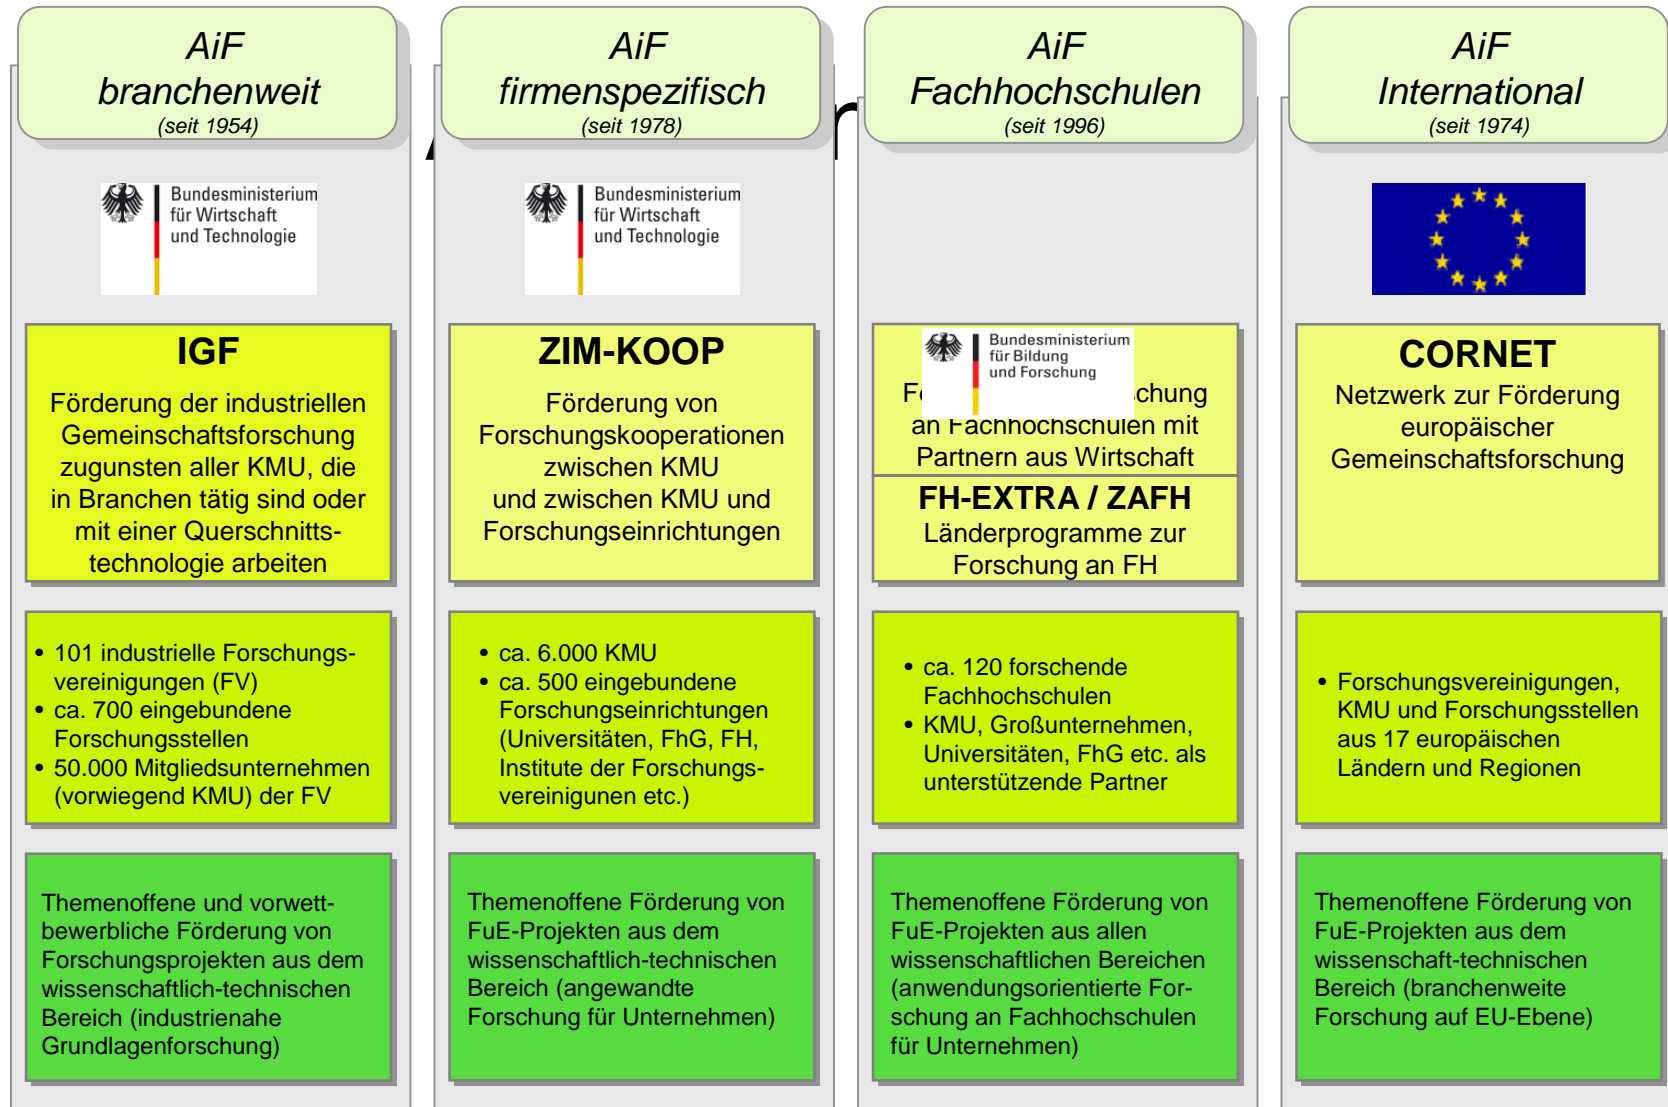 AiF
branchenweit
(seit 1954)
Bundesministerium
für Wirtschaft
und Technologie
IGF
Förderung der industriellen
Gemeinschaftsforschung
zugunsten aller KMU, die
in Branchen tätig sind oder
mit einer Querschnitts-
technologie arbeiten
• 101 industrielle Forschungs-
vereinigungen (FV)
• ca. 700 eingebundene
Forschungsstellen
• 50.000 Mitgliedsunternehmen
(vorwiegend KMU) der FV
Themenoffene und vorwett-
bewerbliche Förderung von
Forschungsprojekten aus dem
wissenschaftlich-technischen
Bereich (industrienahe
Grundlagenforschung)
AiF
firmenspezifisch
(seit 1978)
Bundesministerium
für Wirtschaft
und Technologie
ZIM-KOOP
Förderung von
Forschungskooperationen
zwischen KMU
und zwischen KMU und
Forschungseinrichtungen
• ca. 6.000 KMU
• ca. 500 eingebundene
Forschungseinrichtungen
(Universitäten, FhG, FH,
Institute der Forschungs-
vereinigunen etc.)
Themenoffene Förderung von
FuE-Projekten aus dem
wissenschaftlich-technischen
Bereich (angewandte
Forschung für Unternehmen)
AiF
Fachhochschulen
(seit 1996)
Bundesministerium
für Bildung
und Forschung
an Fachhochschulen mit
Partnern aus Wirtschaft
FH-EXTRA / ZAFH
Länderprogramme zur
Forschung an FH
• ca. 120 forschende
Fachhochschulen
• KMU, Großunternehmen,
Universitäten, FhG etc. als
unterstützende Partner
Themenoffene Förderung von
FuE-Projekten aus allen
wissenschaftlichen Bereichen
(anwendungsorientierte For-
schung an Fachhochschulen
für Unternehmen)
AiF
International
(seit 1974)
CORNET
Netzwerk zur Förderung
europäischer
Gemeinschaftsforschung
• Forschungsvereinigungen,
KMU und Forschungsstellen
aus 17 europäischen
Ländern und Regionen
Themenoffene Förderung von
FuE-Projekten aus dem
wissenschaft-technischen
Bereich (branchenweite
Forschung auf EU-Ebene)